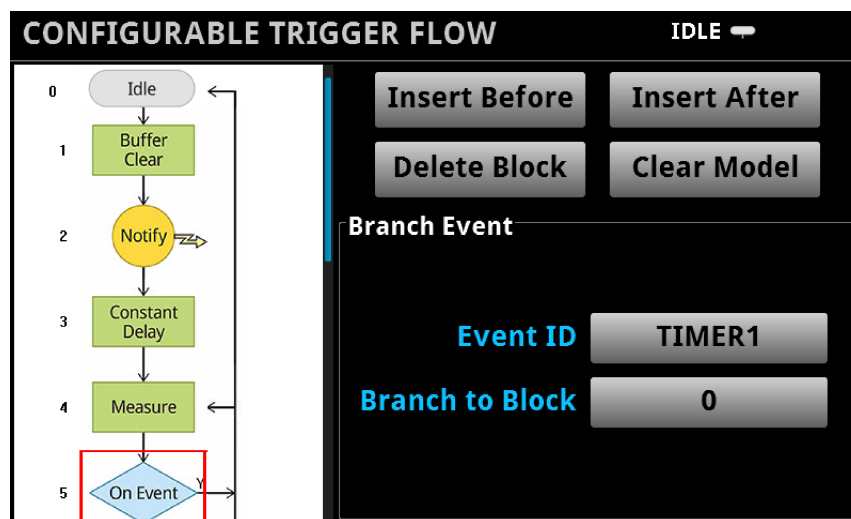 CONFIGURABLE TRIGGER FLOW
IDLE
0
Idle
1
Buffer
Clear
2
Notify
3
Constant
Delay
4
Measure
5
On Event
Y
Insert Before
Insert After
Delete Block
Clear Model
Branch Event
Event ID
TIMER1
Branch to Block
0